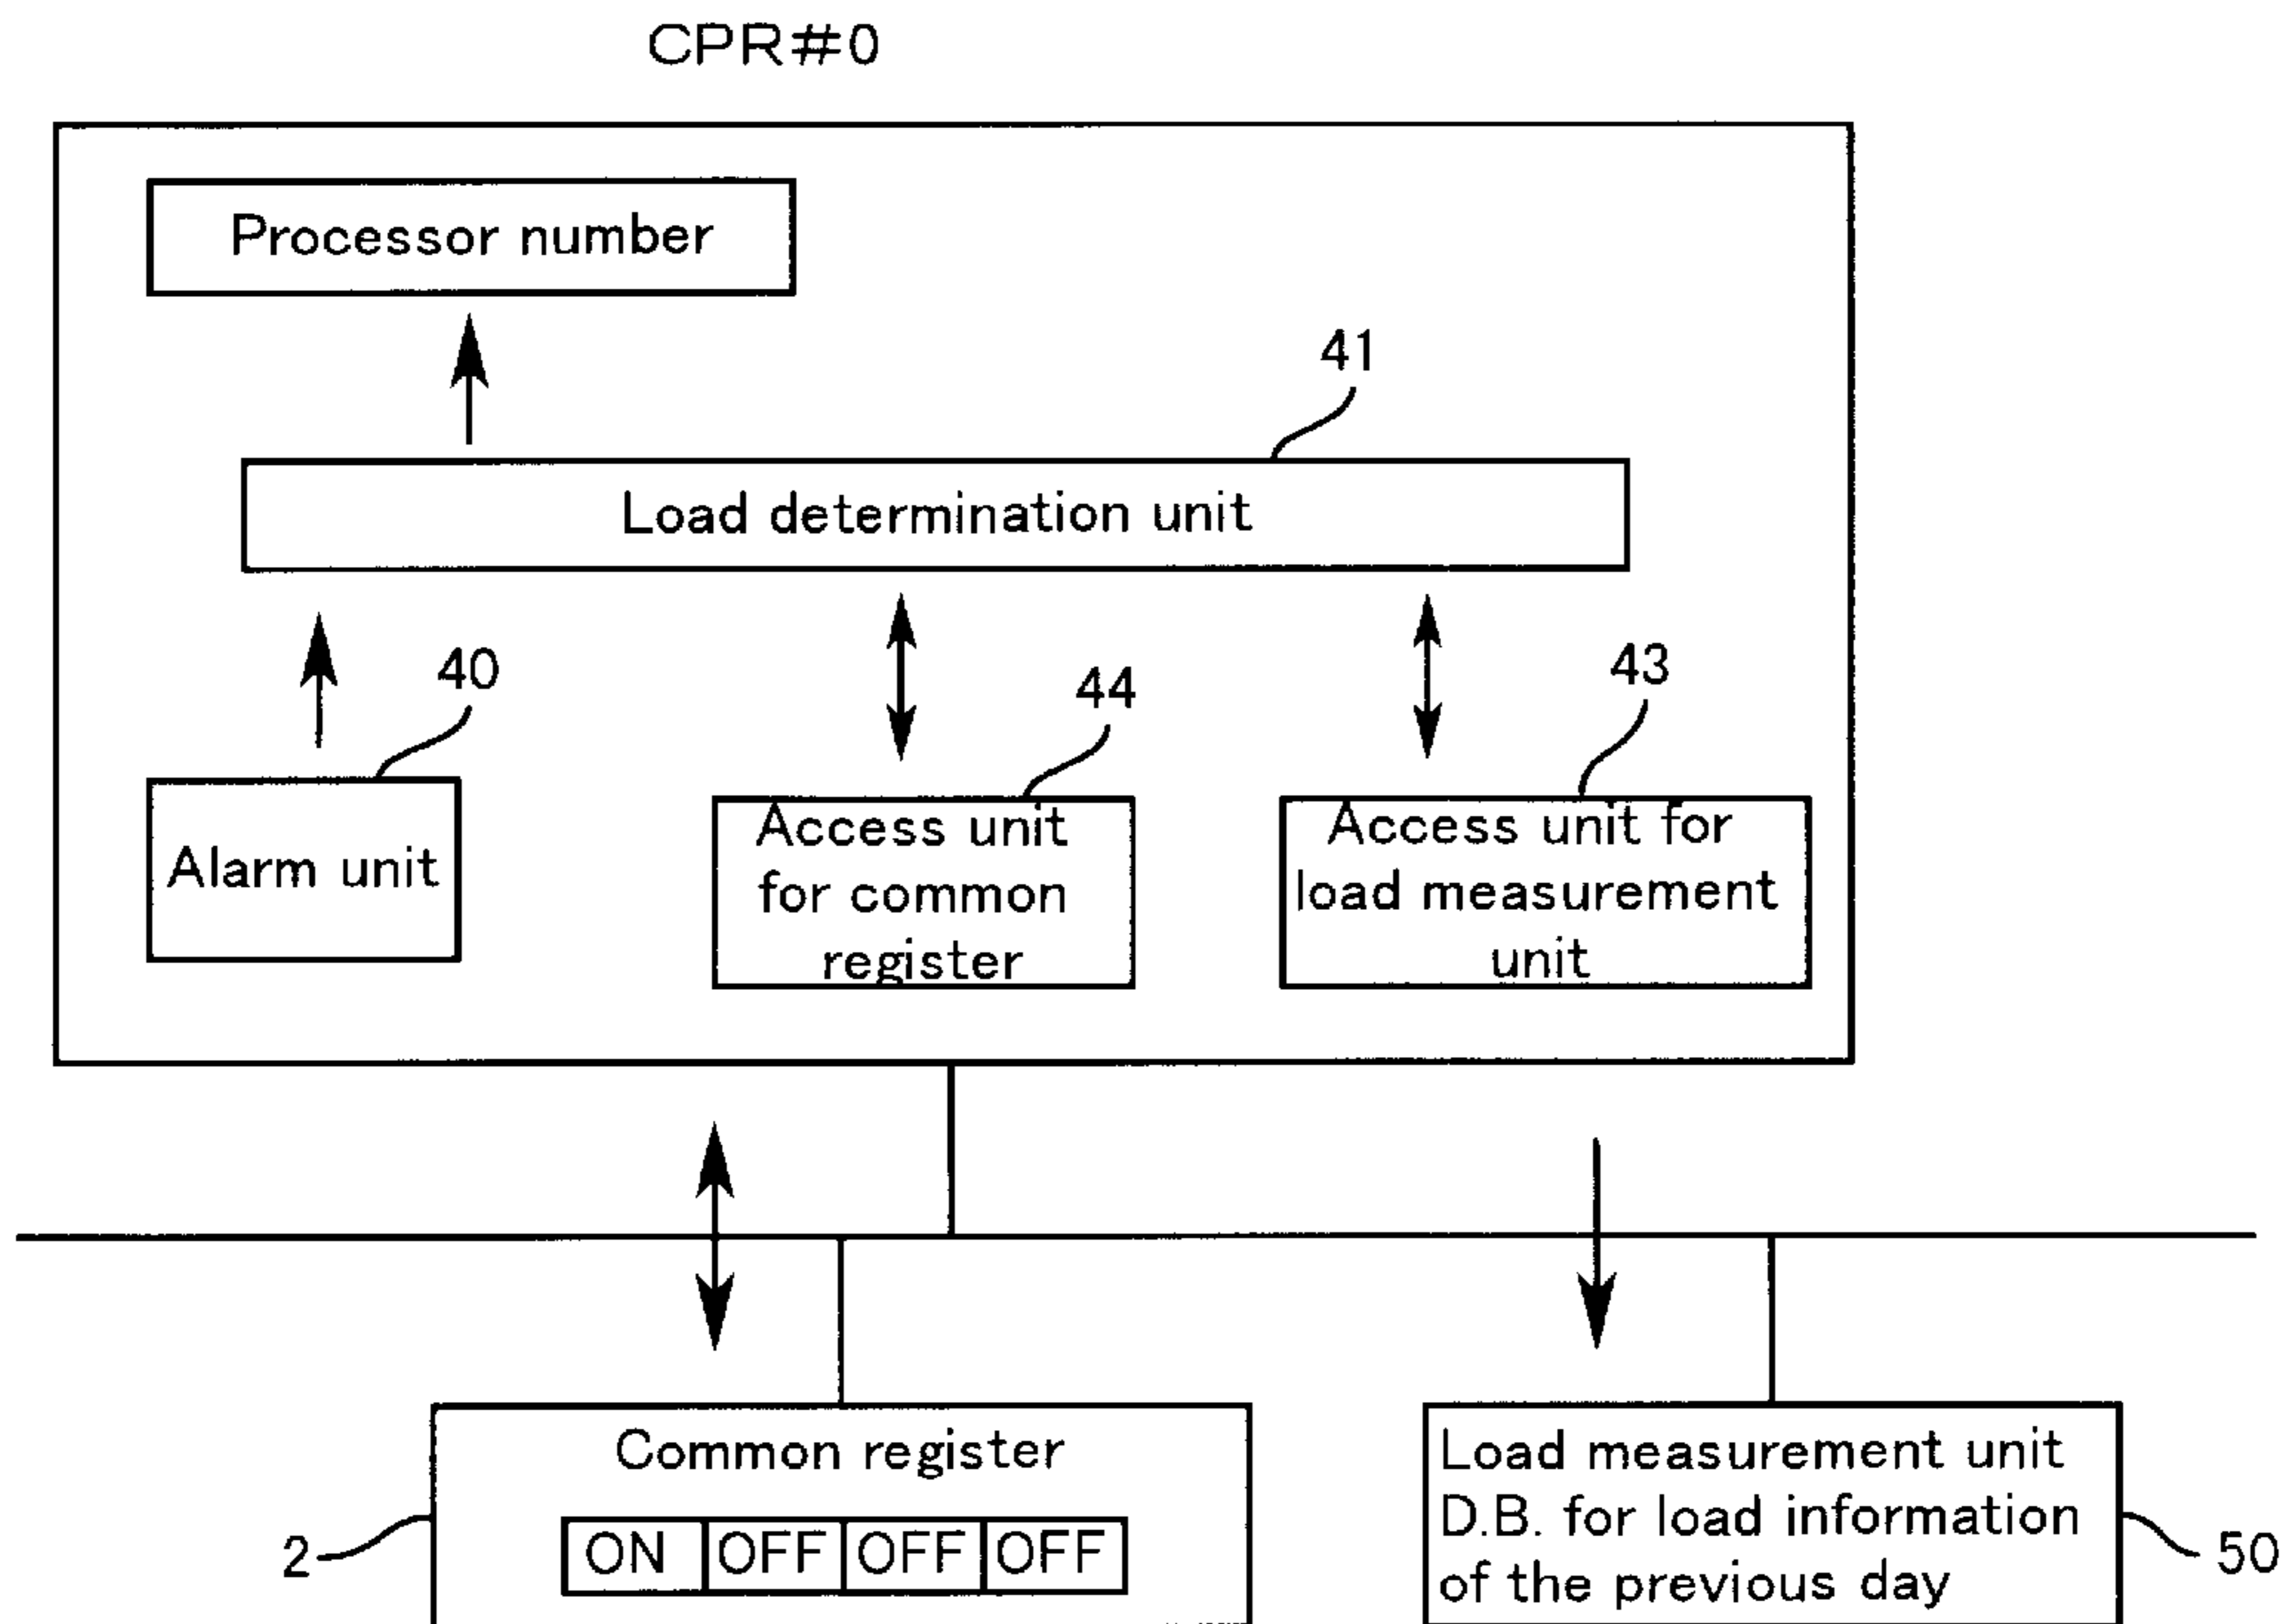 CPR#0
Processor number
41
Load determination unit
40
44
43
Alarm unit
Access unit
for common
register
Access unit for
load measurement
unit
Common register
ON OFF OFF OFF
2
Load measurement unit
D.B. for load information
of the previous day
50